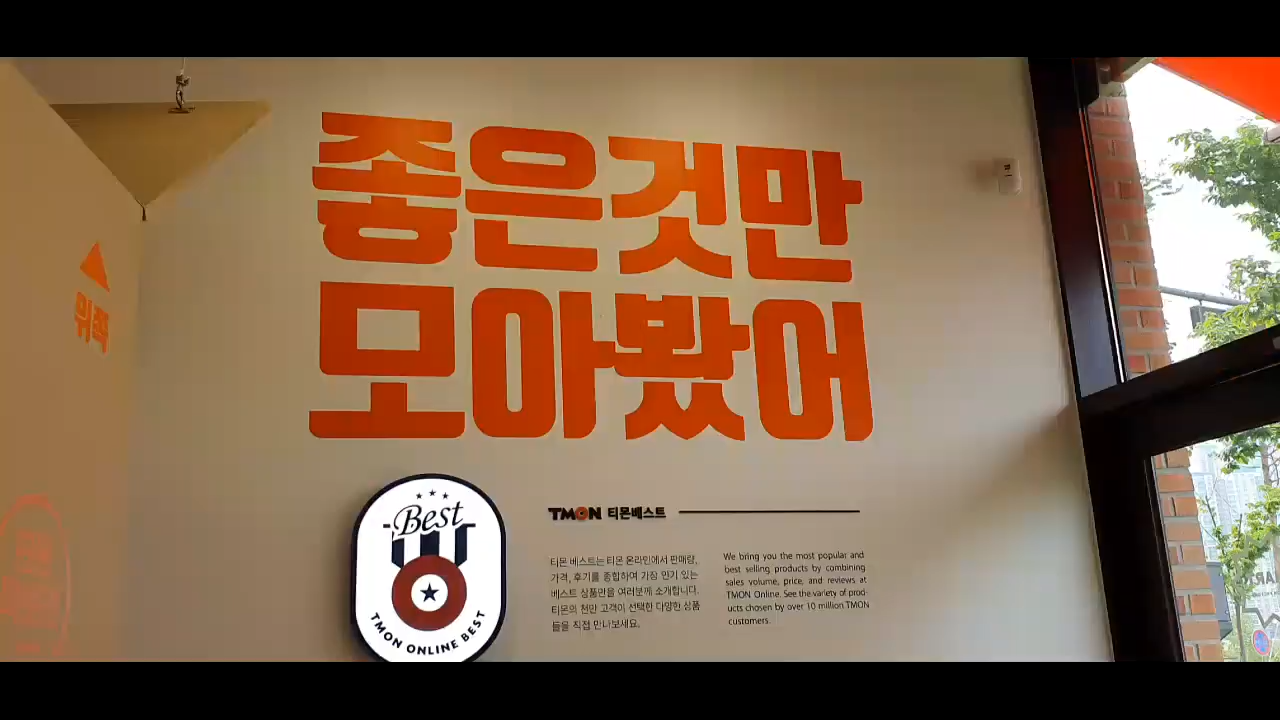 좋은것만
모아봤어
위쪽
Best
TMON ONLINE BEST
TMON 티몬베스트
티몬 베스트는 티몬 온라인에서 판매량,
가격, 후기를 종합하여 가장 인기 있는
베스트 상품만을 여러분께 소개합니다.
티몬의 천만 고객이 선택한 다양한 상품
들을 직접 만나보세요.
We bring you the most popular and
best selling products by combining
sales volume, price, and reviews at
TMON Online. See the variety of prod-
ucts chosen by over 10 million TMON
customers.